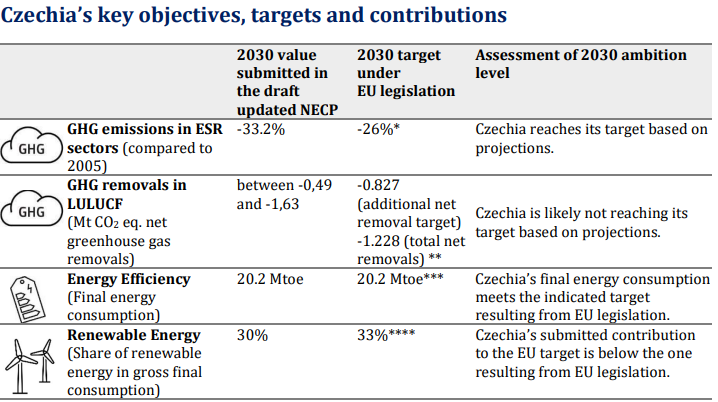 Czechia's key objectives, targets and contributions
2030 value
submitted in
the draft
updated NECP
2030 target
under
EU legislation
Assessment of 2030 ambition
level
GHG
GHG emissions in ESR
sectors (compared to
2005)
-33.2%
-26%*
Czechia reaches its target based on
projections.
GHG
GHG removals in
LULUCF
(Mt CO₂ eq. net
greenhouse gas
removals)
between -0,49
and -1,63
-0.827
(additional net
removal target)
-1.228 (total net
removals) **
Czechia is likely not reaching its
target based on projections.
Energy Efficiency
(Final energy
consumption)
20.2 Mtoe
20.2 Mtoe***
Czechia's final energy consumption
meets the indicated target
resulting from EU legislation.
Renewable Energy
(Share of renewable
energy in gross final
consumption)
30%
33%****
Czechia's submitted contribution
to the EU target is below the one
resulting from EU legislation.